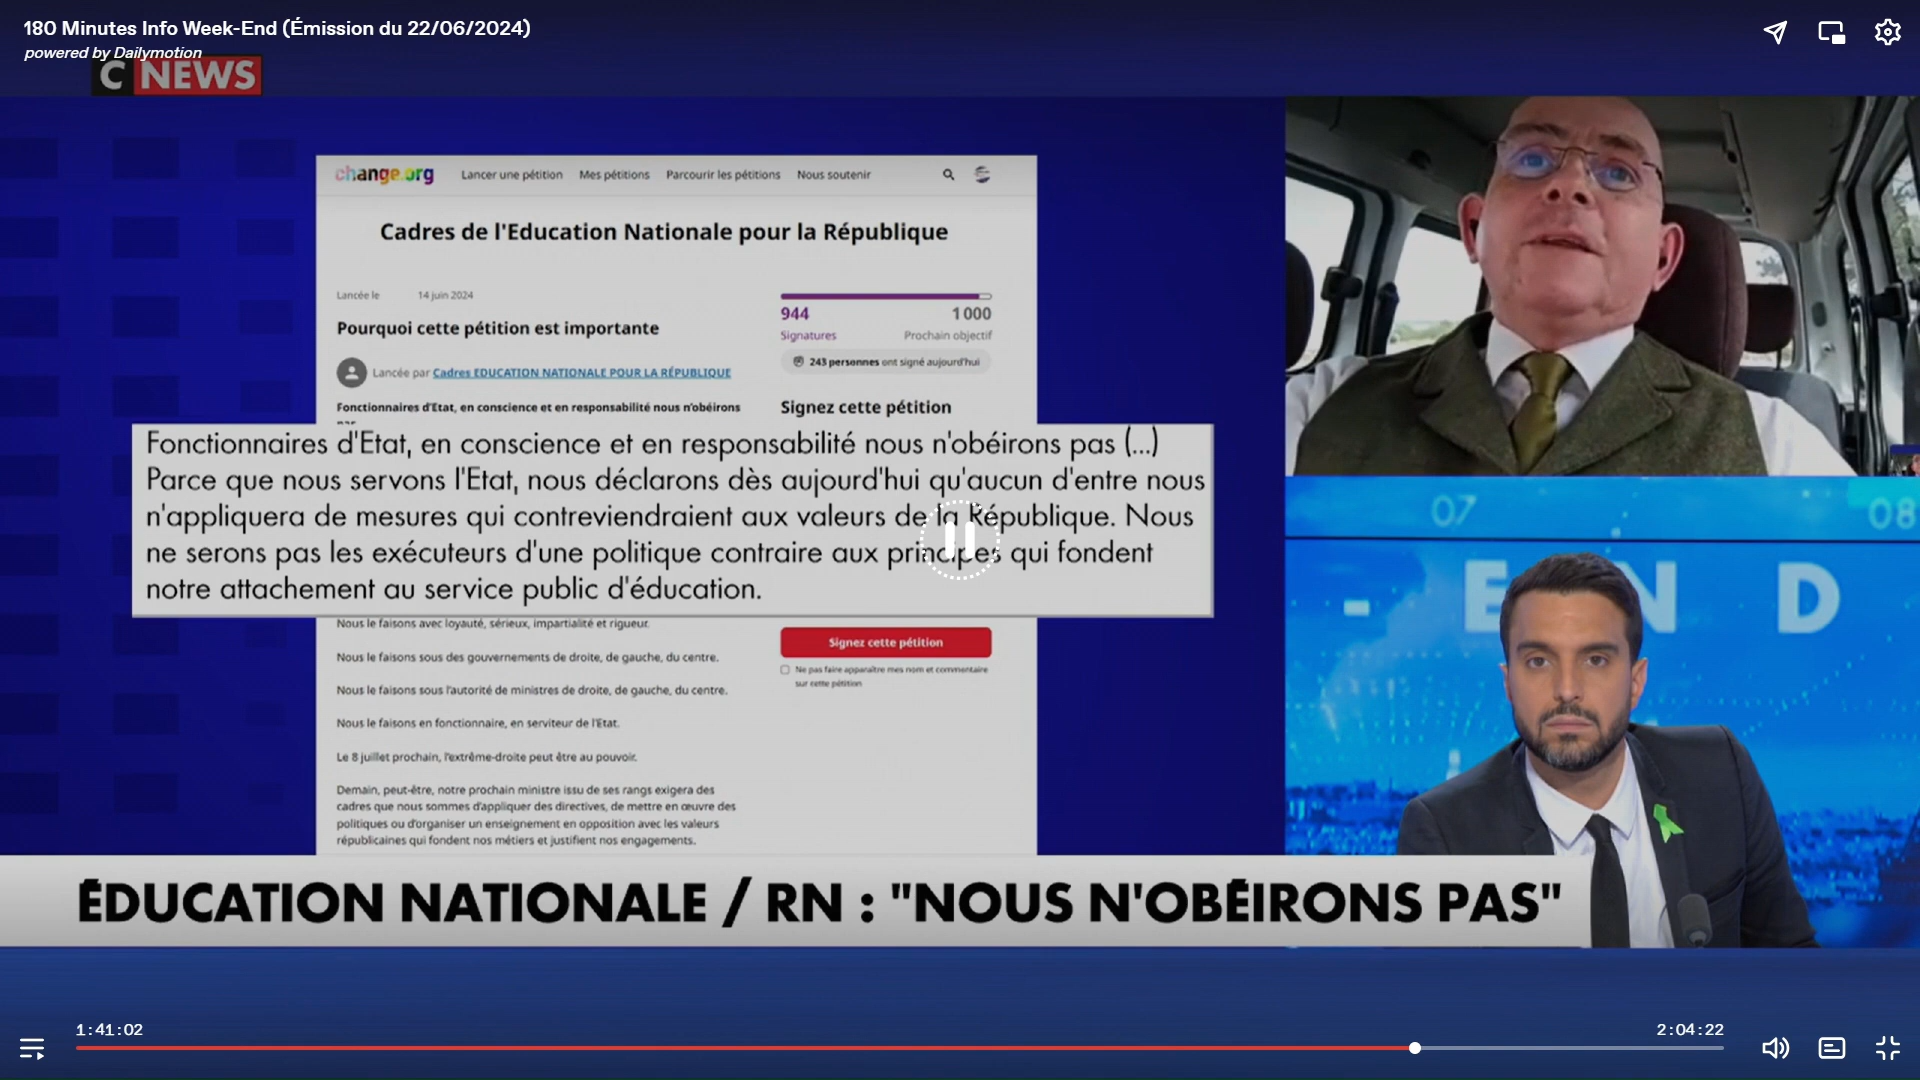 180 Minutes Info Week-End (Émission du 22/06/2024)
powered by Dailymotion
C NEWS
change.org Lancer une pétition Mes pétitions Parcourir les pétitions Nous soutenir
Cadres de l'Education Nationale pour la République
Lancée le 14 juin 2024
944 1 000
Signatures Prochain objectif
Pourquoi cette pétition est importante
243 personnes ont signé aujourd'hui
Lancée par Cadres EDUCATION NATIONALE POUR LA RÉPUBLIQUE
Fonctionnaires d'Etat, en conscience et en responsabilité nous n'obéirons
Signez cette pétition
Fonctionnaires d'Etat, en conscience et en responsabilité nous n'obéirons pas (...)
Parce que nous servons l'Etat, nous déclarons dès aujourd'hui qu'aucun d'entre nous
n'appliquera de mesures qui contreviendraient aux valeurs de la République. Nous
ne serons pas les exécuteurs d'une politique contraire aux principes qui fondent
notre attachement au service public d'éducation.
Nous le faisons avec loyauté, sérieux, impartialité et rigueur.
Nous le faisons sous des gouvernements de droite, de gauche, du centre.
Nous le faisons sous l'autorité de ministres de droite, de gauche, du centre.
Nous le faisons en fonctionnaire, en serviteur de l'Etat.
Le 8 juillet prochain, l'extrême-droite peut être au pouvoir.
Demain, peut-être, notre prochain ministre issu de ses rangs exigera des
cadres que nous sommes d'appliquer des directives, de mettre en œuvre des
politiques ou d'organiser un enseignement en opposition avec les valeurs
républicaines qui fondent nos métiers et justifient nos engagements.
Signez cette pétition
Ne pas faire apparaître mes nom et commentaire
sur cette pétition
07 08
- E N D
ÉDUCATION NATIONALE / RN : "NOUS N'OBÉIRONS PAS"
1:41:02
2:04:22